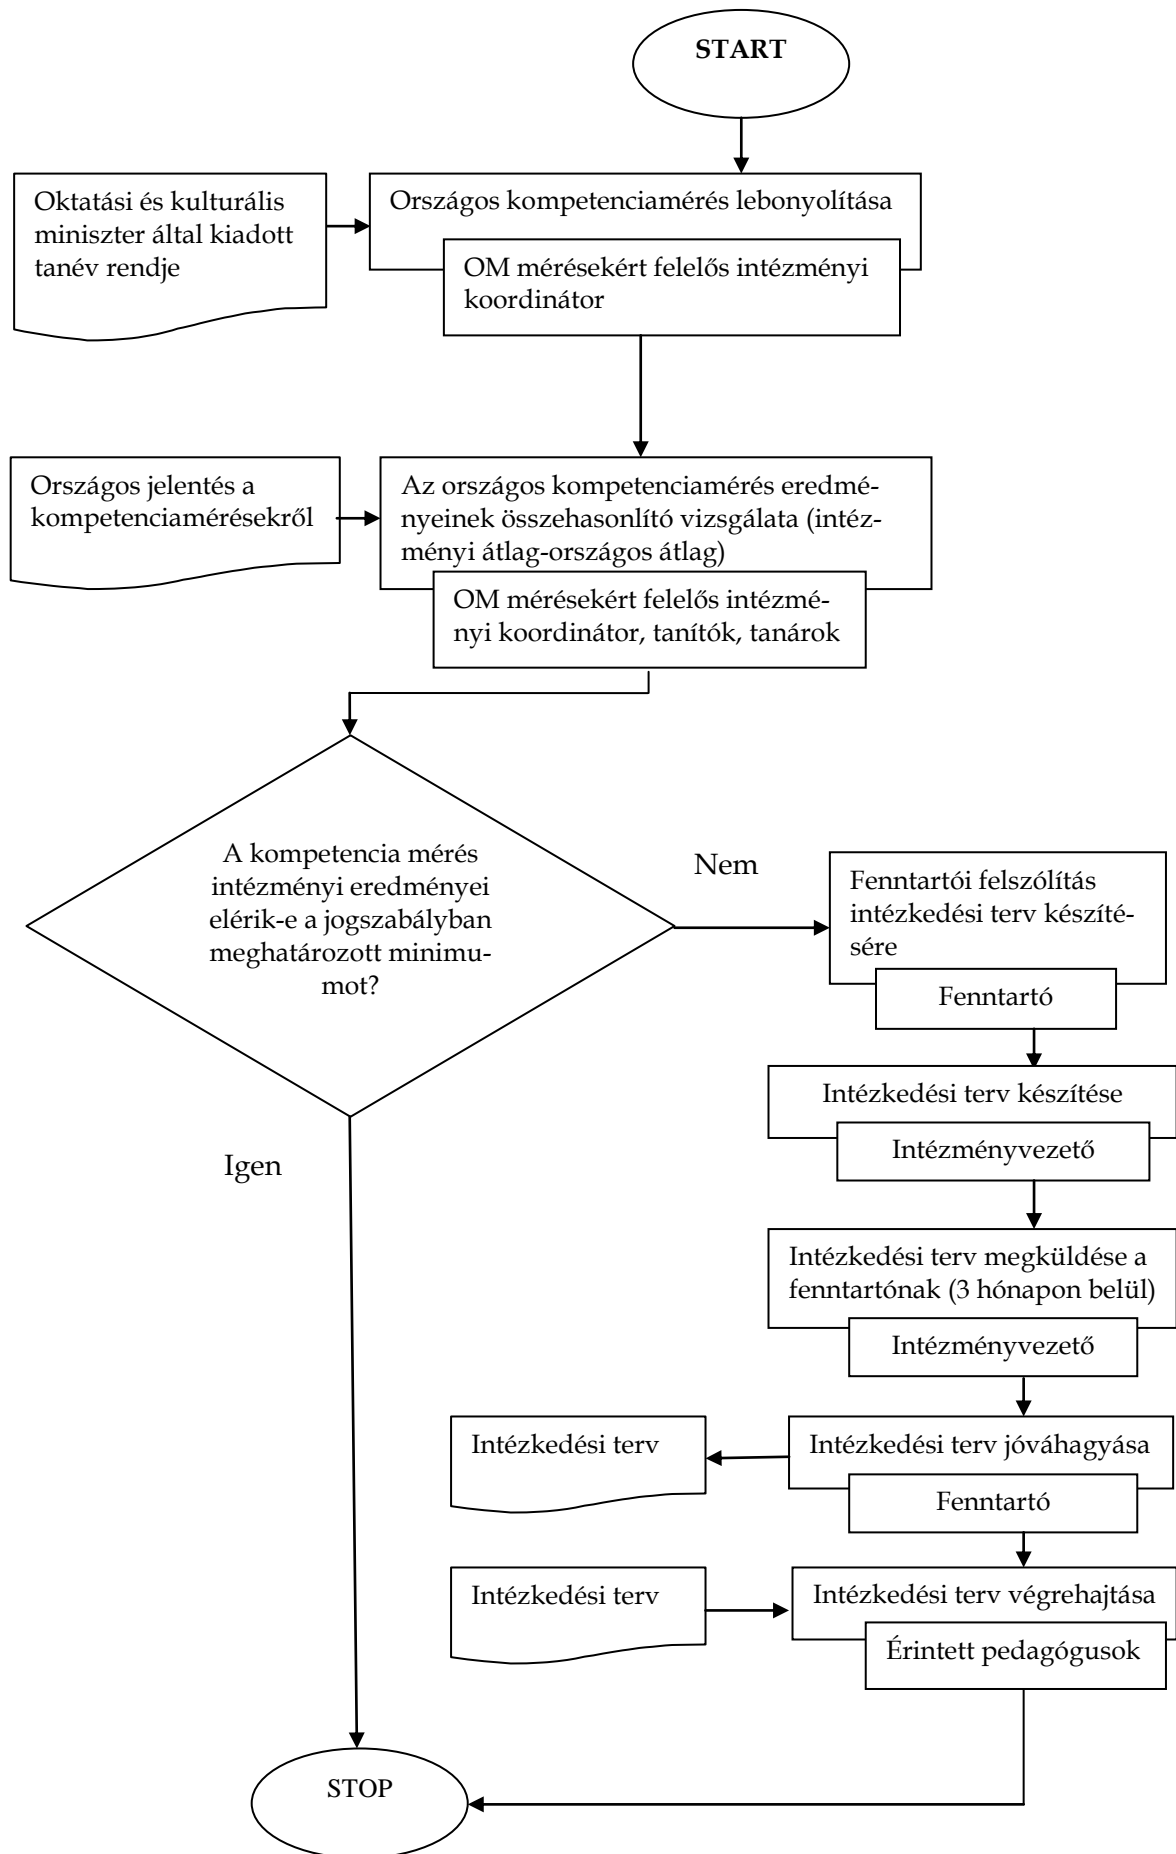 START
Oktatási és kulturális
miniszter által kiadott
tanév rendje
Országos kompetenciamérés lebonyolítása
OM mérésekért felelős intézményi
koordinátor
Országos jelentés a
kompetenciamérésekről
Az országos kompetenciamérés eredmé-
nyeinek összehasonlító vizsgálata (intéz-
ményi átlag-országos átlag)
OM mérésekért felelős intézmé-
nyi koordinátor, tanítók, tanárok
A kompetencia mérés
intézményi eredményei
elérik-e a jogszabályban
meghatározott minimu-
mot?
Nem
Fenntartói felszólítás
intézkedési terv készíté-
sére
Fenntartó
Intézkedési terv készítése
Intézményvezető
Igen
Intézkedési terv megküldése a
fenntartónak (3 hónapon belül)
Intézményvezető
Intézkedési terv
Intézkedési terv jóváhagyása
Fenntartó
Intézkedési terv
Intézkedési terv végrehajtása
Érintett pedagógusok
STOP